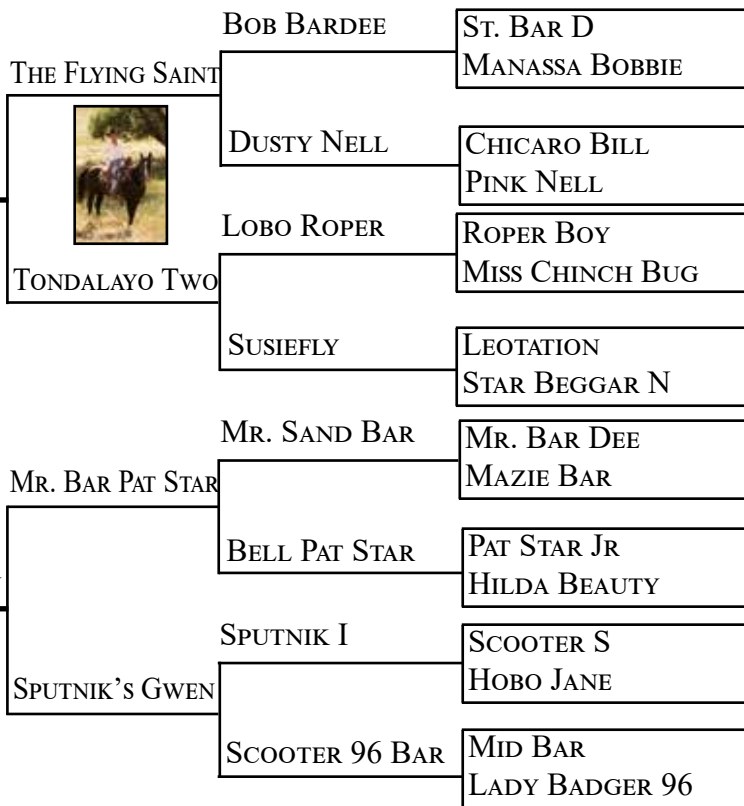 Bob Bardee
St. Bar D
Manassa Bobbie
The Flying Saint
Dusty Nell
Chicaro Bill
Pink Nell
Lobo Roper
Roper Boy
Miss Chinch Bug
Tondalayo Two
Susiefly
Leotation
Star Beggar N
Mr. Sand Bar
Mr. Bar Dee
Mazie Bar
Mr. Bar Pat Star
Bell Pat Star
Pat Star Jr
Hilda Beauty
Sputnik I
Scooter S
Hobo Jane
Sputnik's Gwen
Scooter 96 Bar
Mid Bar
Lady Badger 96